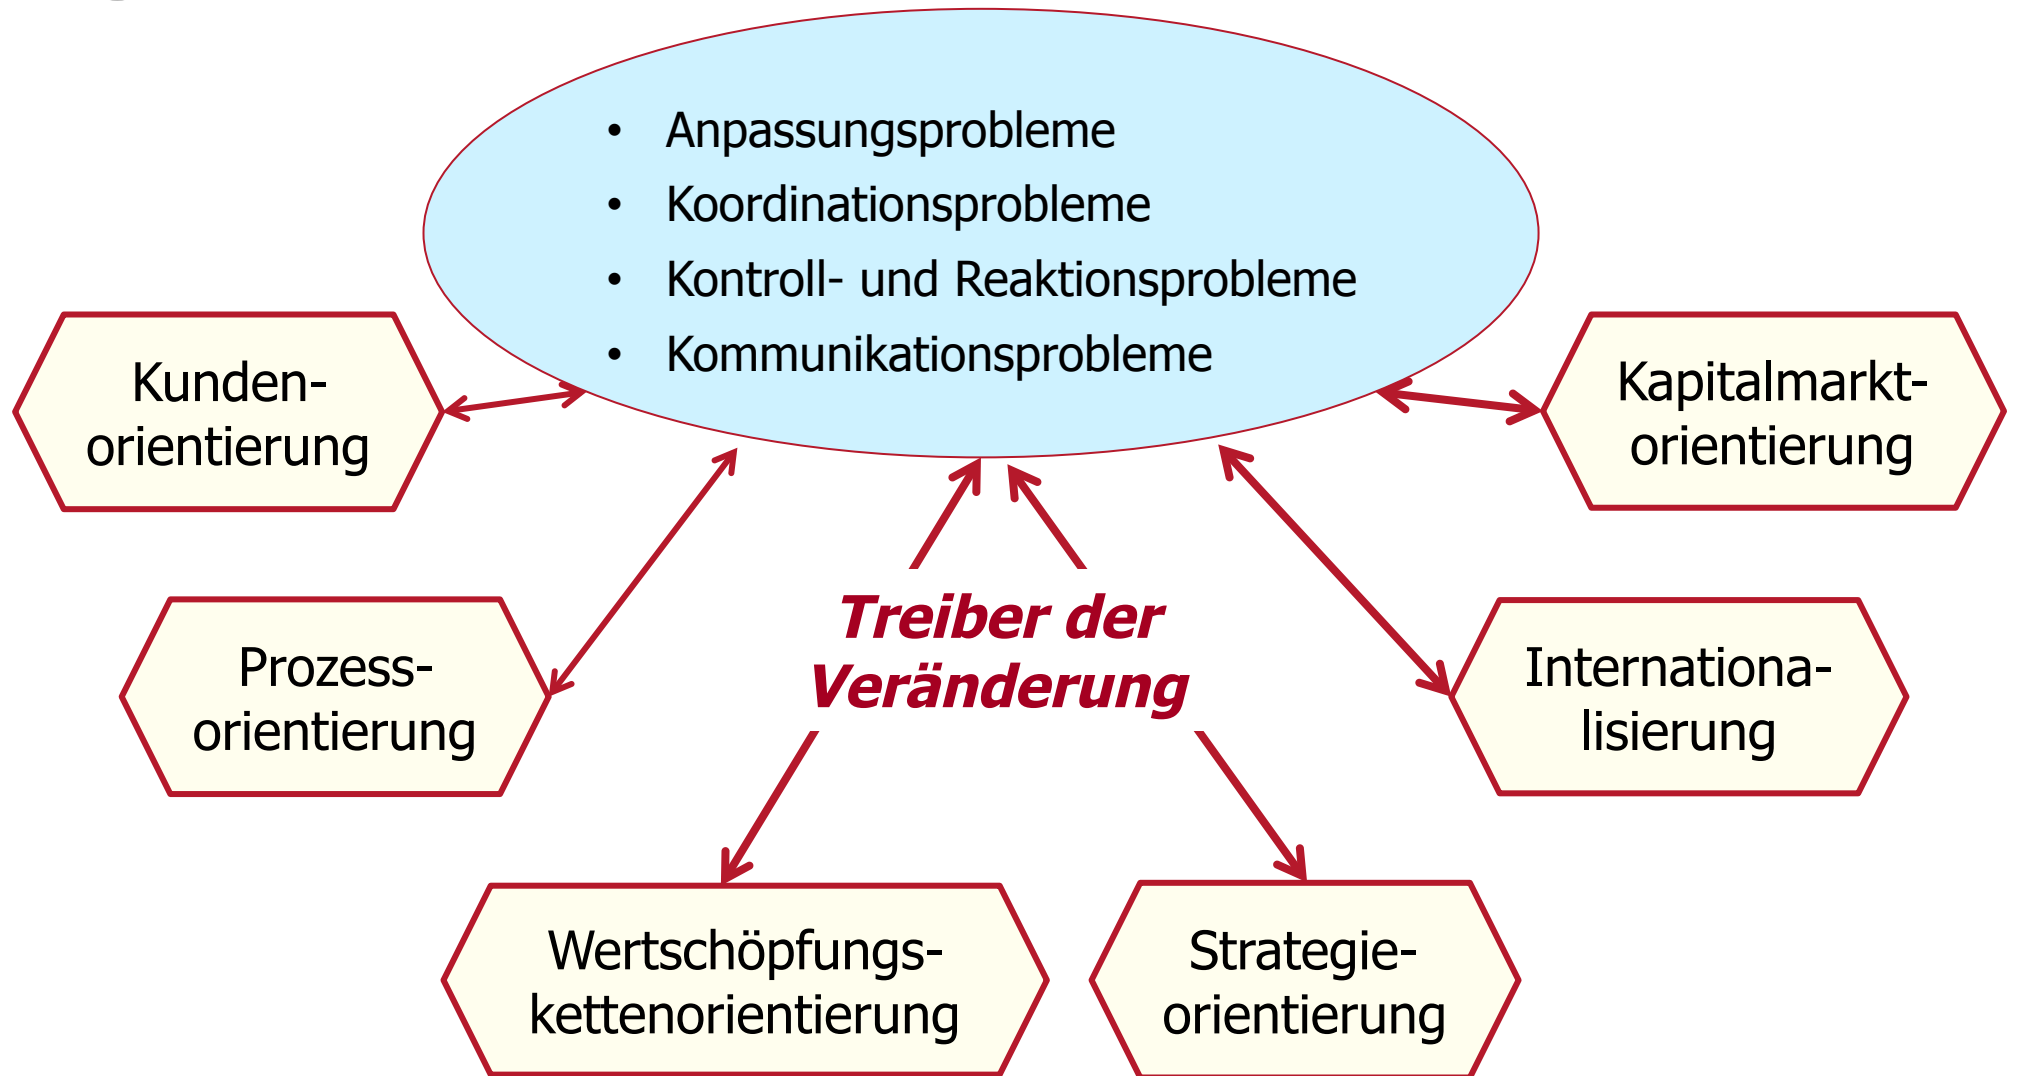 • Anpassungsprobleme
• Koordinationsprobleme
• Kontroll- und Reaktionsprobleme
• Kommunikationsprobleme
Kunden-
orientierung
Kapitalmarkt-
orientierung
Prozess-
orientierung
Treiber der
Veränderung
Internationa-
lisierung
Wertschöpfungs-
kettenorientierung
Strategie-
orientierung